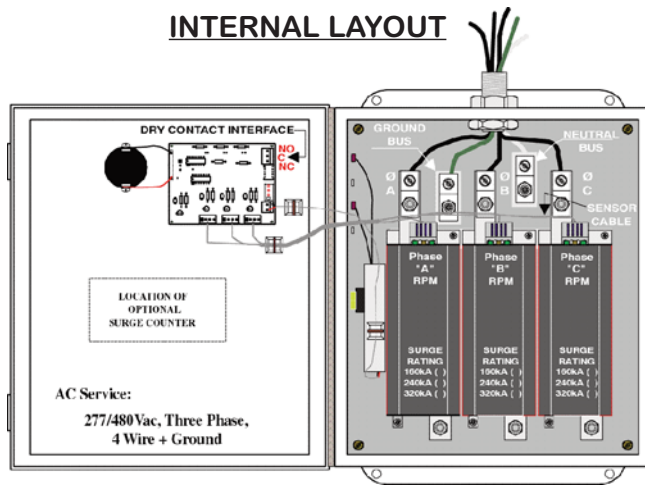 INTERNAL LAYOUT
DRY CONTACT INTERFACE
NO
C
NC
LOCATION OF
OPTIONAL
SURGE COUNTER
AC Service:
277/480Vac, Three Phase,
4 Wire + Ground
GROUND
BUS
NEUTRAL
BUS
Ø
A
Ø
B
Ø
C
SENSOR
CABLE
Phase
"A"
RPM
SURGE
RATING
160kA ( )
240kA ( )
320kA ( )
Phase
"B"
RPM
SURGE
RATING
160kA ( )
240kA ( )
320kA ( )
Phase
"C"
RPM
SURGE
RATING
160kA ( )
240kA ( )
320kA ( )